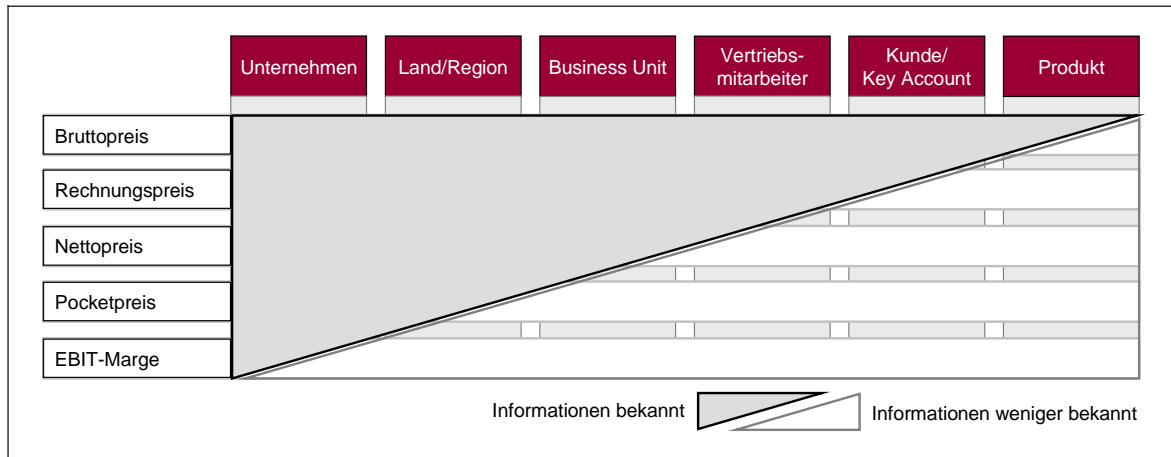 Unternehmen
Land/Region
Business Unit
Vertriebs-
mitarbeiter
Kunde/
Key Account
Produkt
Bruttopreis
Rechnungspreis
Nettopreis
Pocketpreis
EBIT-Marge
Informationen bekannt
Informationen weniger bekannt